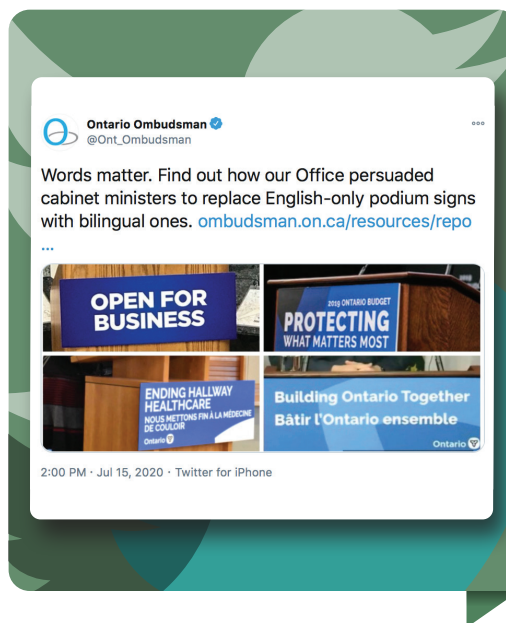 Ontario Ombudsman
@Ont_Ombudsman
Words matter. Find out how our Office persuaded
cabinet ministers to replace English-only podium signs
with bilingual ones. ombudsman.on.ca/resources/repo
...
OPEN FOR
BUSINESS
2019 ONTARIO BUDGET
PROTECTING
WHAT MATTERS MOST
ENDING HALLWAY
HEALTHCARE
NOUS METTONS FIN À LA MÉDECINE
DE COULOIR
Ontario
Building Ontario Together
Bâtir l'Ontario ensemble
Ontario
2:00 PM · Jul 15, 2020 · Twitter for iPhone